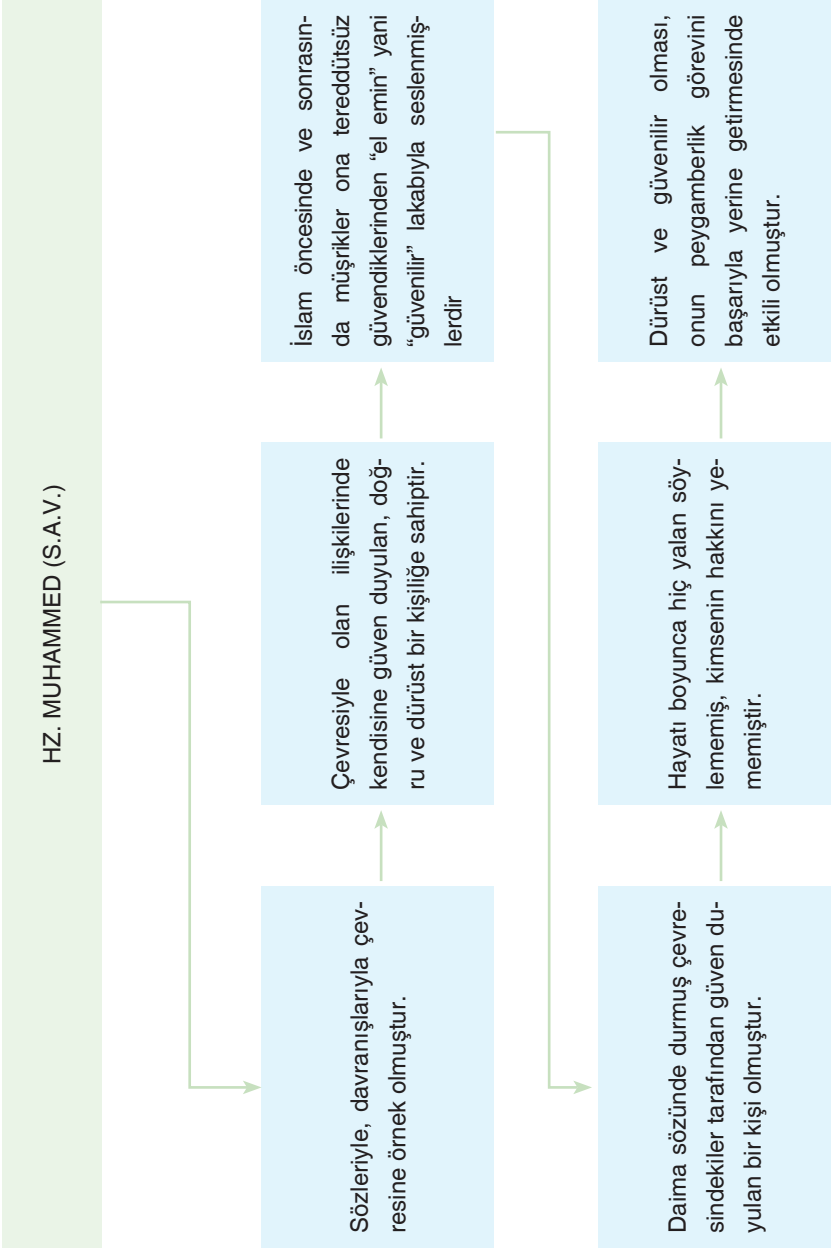 HZ. MUHAMMED (S.A.V.)
Sözleriyle, davranışlarıyla çev-
resine örnek olmuştur.
Çevresiyle olan ilişkilerinde
kendisine güven duyulan, doğ-
ru ve dürüst bir kişiliğe sahiptir.
İslam öncesinde ve sonrasın-
da müşrikler ona tereddütsüz
güvendiklerinden “el emin” yani
“güvenilir” lakabıyla seslenmiş-
lerdir
Daima sözünde durmuş çevre-
sindekiler tarafından güven du-
yulan bir kişi olmuştur.
Hayatı boyunca hiç yalan söy-
lememiş, kimsenin hakkını ye-
memiştir.
Dürüst ve güvenilir olması,
onun peygamberlik görevini
başarıyla yerine getirmesinde
etkili olmuştur.